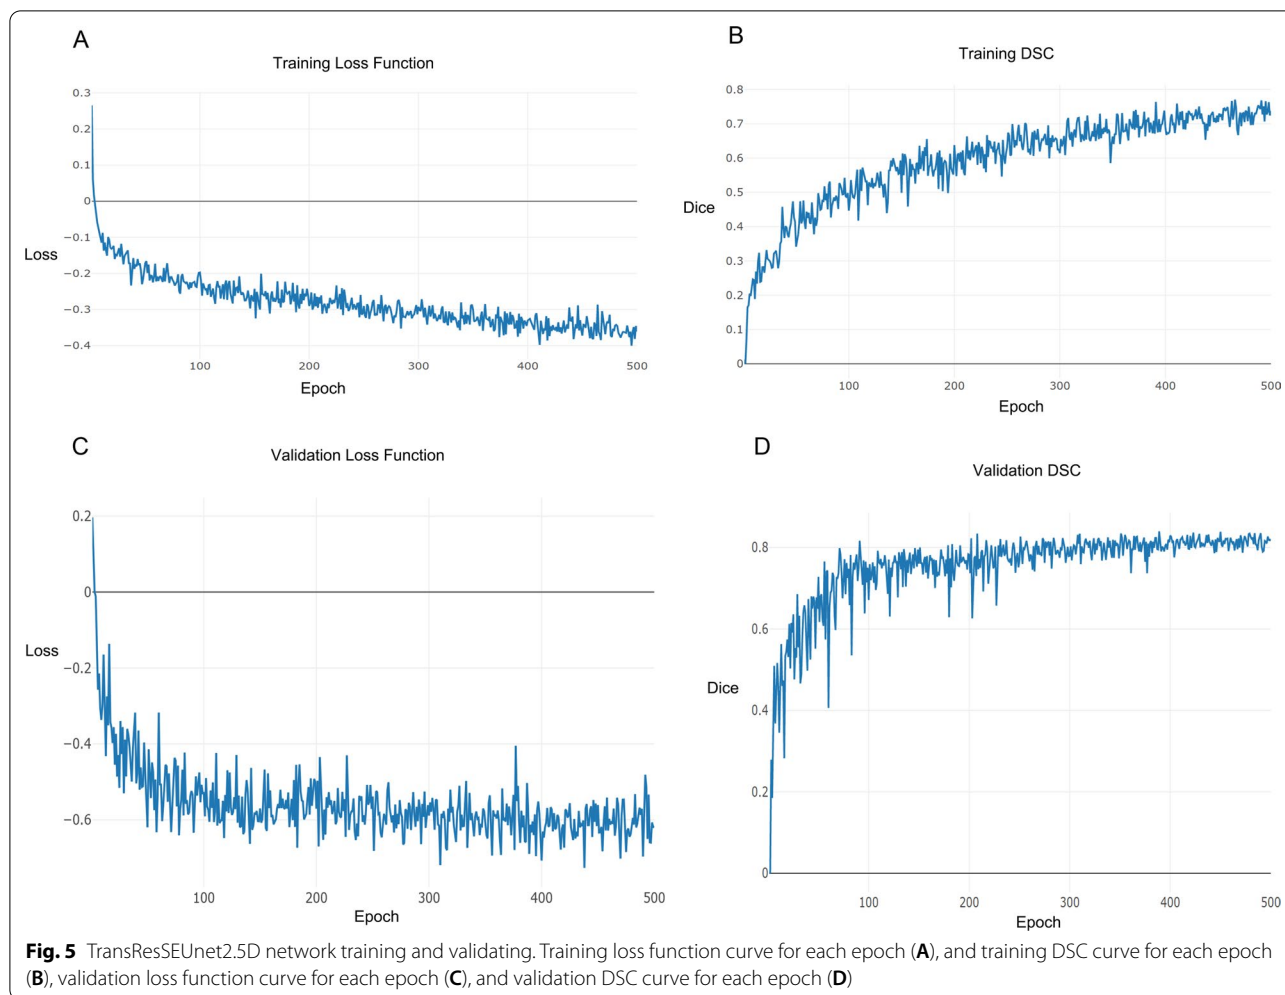 A
Training Loss Function
0.3
0.2
0.1
0
−0.1
−0.2
−0.3
−0.4
Loss
100
200
300
400
500
Epoch
B
Training DSC
0.8
0.7
0.6
0.5
0.4
0.3
0.2
0.1
0
Dice
100
200
300
400
500
Epoch
C
Validation Loss Function
0.2
0
−0.2
−0.4
−0.6
Loss
100
200
300
400
500
Epoch
D
Validation DSC
0.8
0.6
0.4
0.2
0
Dice
100
200
300
400
500
Epoch
Fig. 5 TransResSEUnet2.5D network training and validating. Training loss function curve for each epoch (A), and training DSC curve for each epoch
(B), validation loss function curve for each epoch (C), and validation DSC curve for each epoch (D)